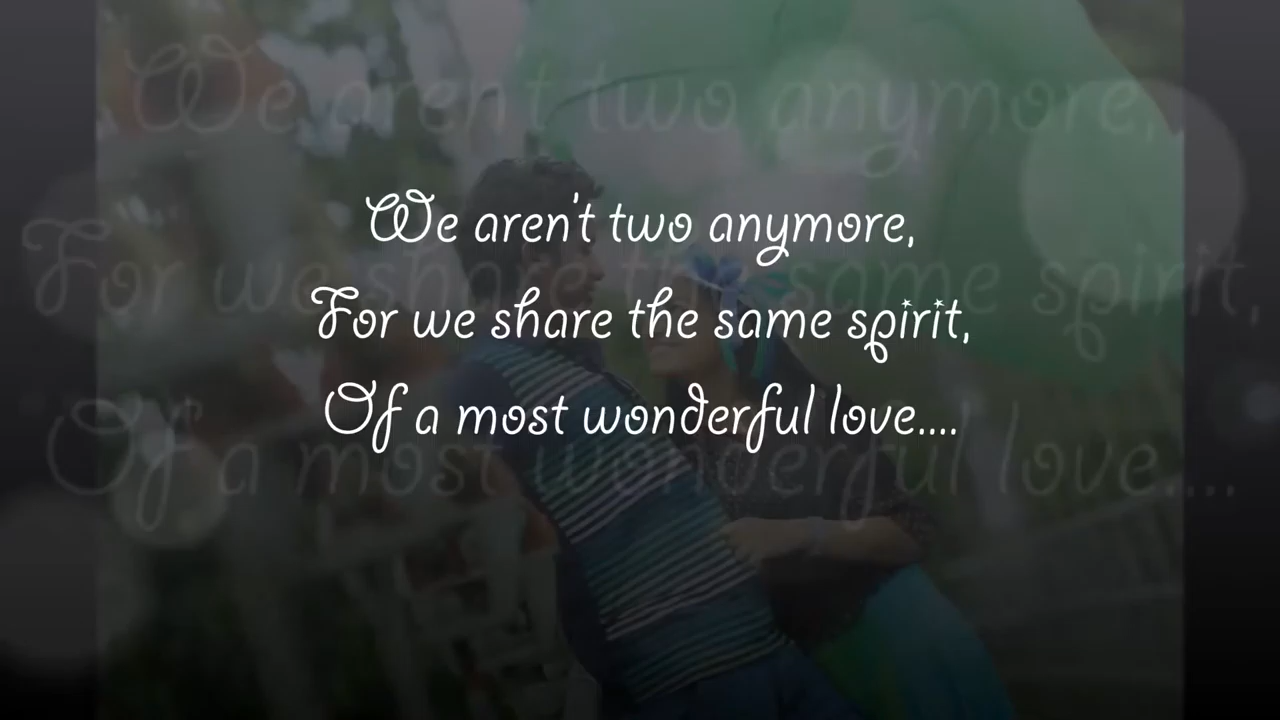 We aren't two anymore,
For we share the same spirit,
Of a most wonderful love....